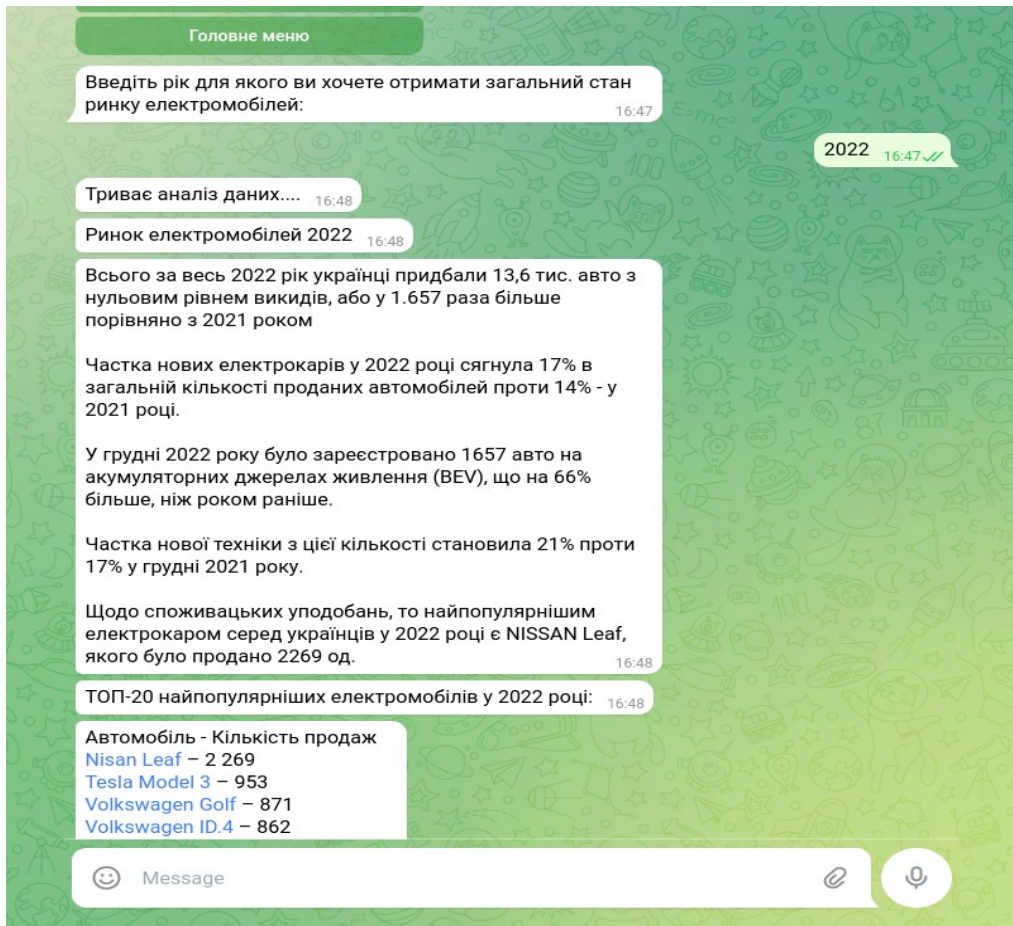 Головне меню
Введіть рік для якого ви хочете отримати загальний стан
ринку електромобілей:
16:47
2022 16:47
Триває аналіз даних.... 16:48
Ринок електромобілей 2022 16:48
Всього за весь 2022 рік українці придбали 13,6 тис. авто з
нульовим рівнем викидів, або у 1.657 раза більше
порівняно з 2021 роком
Частка нових електрокарів у 2022 році сягнула 17% в
загальній кількості проданих автомобілей проти 14% - у
2021 році.
У грудні 2022 року було зареєстровано 1657 авто на
акумуляторних джерелах живлення (BEV), що на 66%
більше, ніж роком раніше.
Частка нової техніки з цієї кількості становила 21% проти
17% у грудні 2021 року.
Щодо споживацьких уподобань, то найпопулярнішим
електрокаром серед українців у 2022 році є NISSAN Leaf,
якого було продано 2269 од.
16:48
ТОП-20 найпопулярніших електромобілів у 2022 році: 16:48
Автомобіль - Кількість продаж
Nisan Leaf – 2 269
Tesla Model 3 – 953
Volkswagen Golf – 871
Volkswagen ID.4 – 862
Message